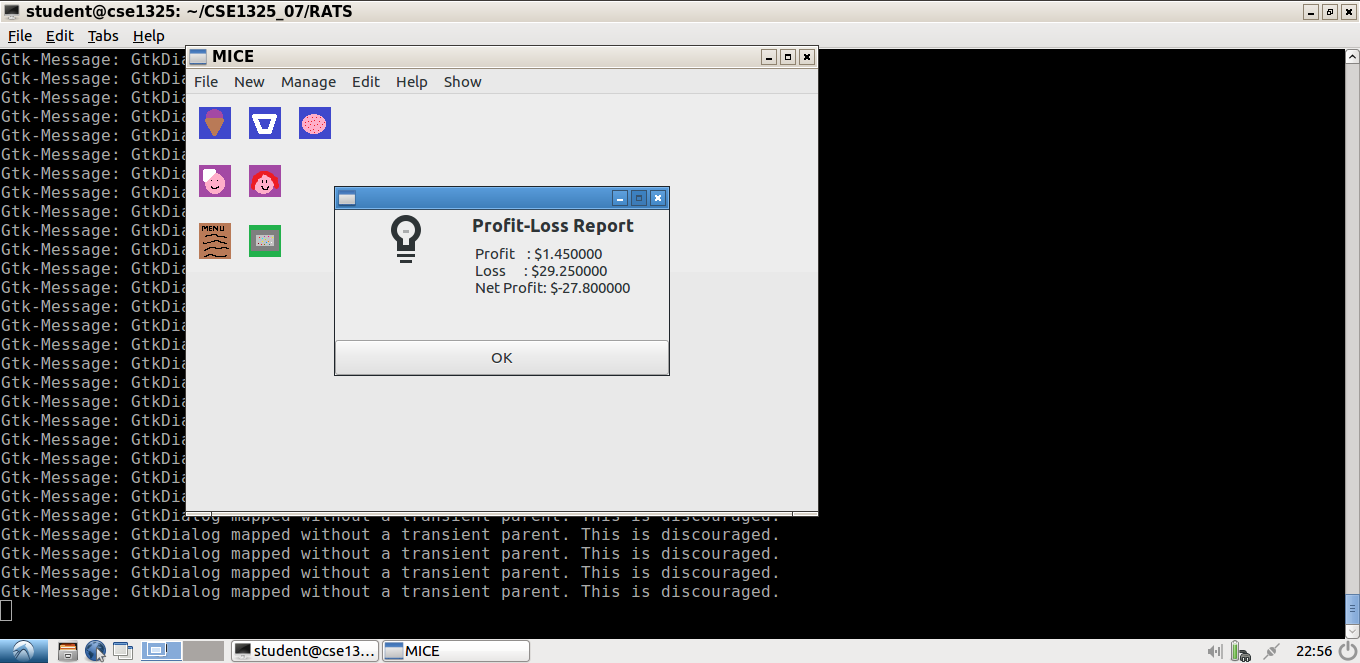 student@cse1325: ~/CSE1325_07/RATS
File Edit Tabs Help
Gtk-Message: GtkDia
MICE
Gtk-Message: GtkDia
File New Manage Edit Help Show
Gtk-Message: GtkDia
Gtk-Message: GtkDia
Gtk-Message: GtkDia
Gtk-Message: GtkDia
Gtk-Message: GtkDia
Gtk-Message: GtkDia
Gtk-Message: GtkDia
Gtk-Message: GtkDia
MENU
Gtk-Message: GtkDia
Gtk-Message: GtkDia
Gtk-Message: GtkDia
Gtk-Message: GtkDia
Gtk-Message: GtkDia
Gtk-Message: GtkDia
Gtk-Message: GtkDia
Gtk-Message: GtkDia
Gtk-Message: GtkDia
Gtk-Message: GtkDia
Gtk-Message: GtkDia
Gtk-Message: GtkDia
Gtk-Message: GtkDia
Gtk-Message: GtkDia
Profit-Loss Report
Profit : $1.450000
Loss : $29.250000
Net Profit: $-27.800000
OK
Gtk-Message: GtkDialog mapped without a transient parent. This is discouraged.
Gtk-Message: GtkDialog mapped without a transient parent. This is discouraged.
Gtk-Message: GtkDialog mapped without a transient parent. This is discouraged.
Gtk-Message: GtkDialog mapped without a transient parent. This is discouraged.
Gtk-Message: GtkDialog mapped without a transient parent. This is discouraged.
student@cse13... MICE 22:56